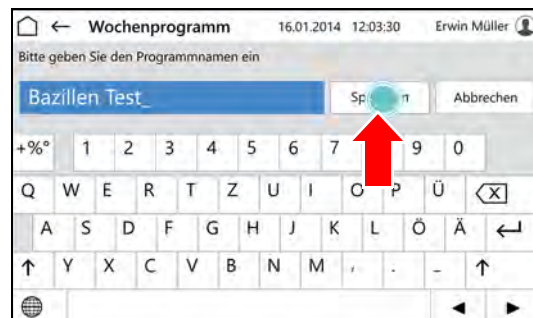 Wochenprogramm 16.01.2014 12:03:30 Erwin Müller
Bitte geben Sie den Programmnamen ein
Bazillen Test_
Abbrechen
+%° 1 2 3 4 5 6 7 9 0
Q W E R T Z U I O P Ü
A S D F G H J K L Ö Ä
Y X C V B N M , . -